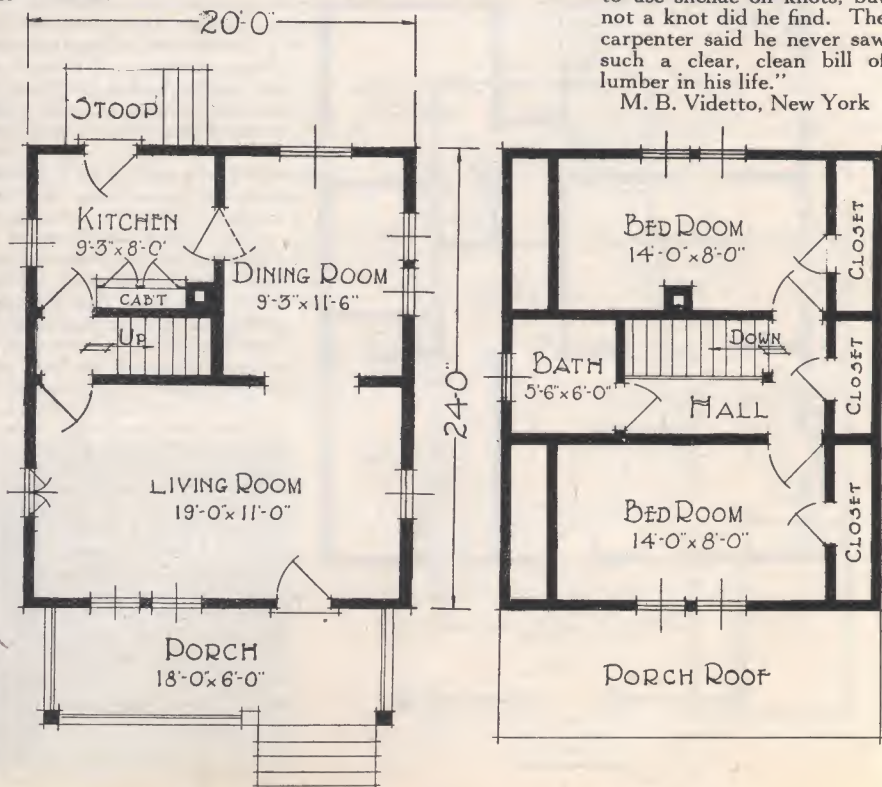 to use shellac on knots, but
not a knot did he find. The
carpenter said he never saw
such a clear, clean bill of
lumber in his life."
M. B. Videtto, New York
20'-0"
STOOP
KITCHEN
9'-3" x 8'-0"
CAB'T
UP
DINING ROOM
9'-3" x 11'-6"
24'-0"
LIVING ROOM
19'-0" x 11'-0"
PORCH
18'-0" x 6'-0"
BED ROOM
14'-0" x 8'-0"
CLOSET
BATH
5'-6" x 6'-0"
DOWN
HALL
CLOSET
BED ROOM
14'-0" x 8'-0"
CLOSET
PORCH ROOF